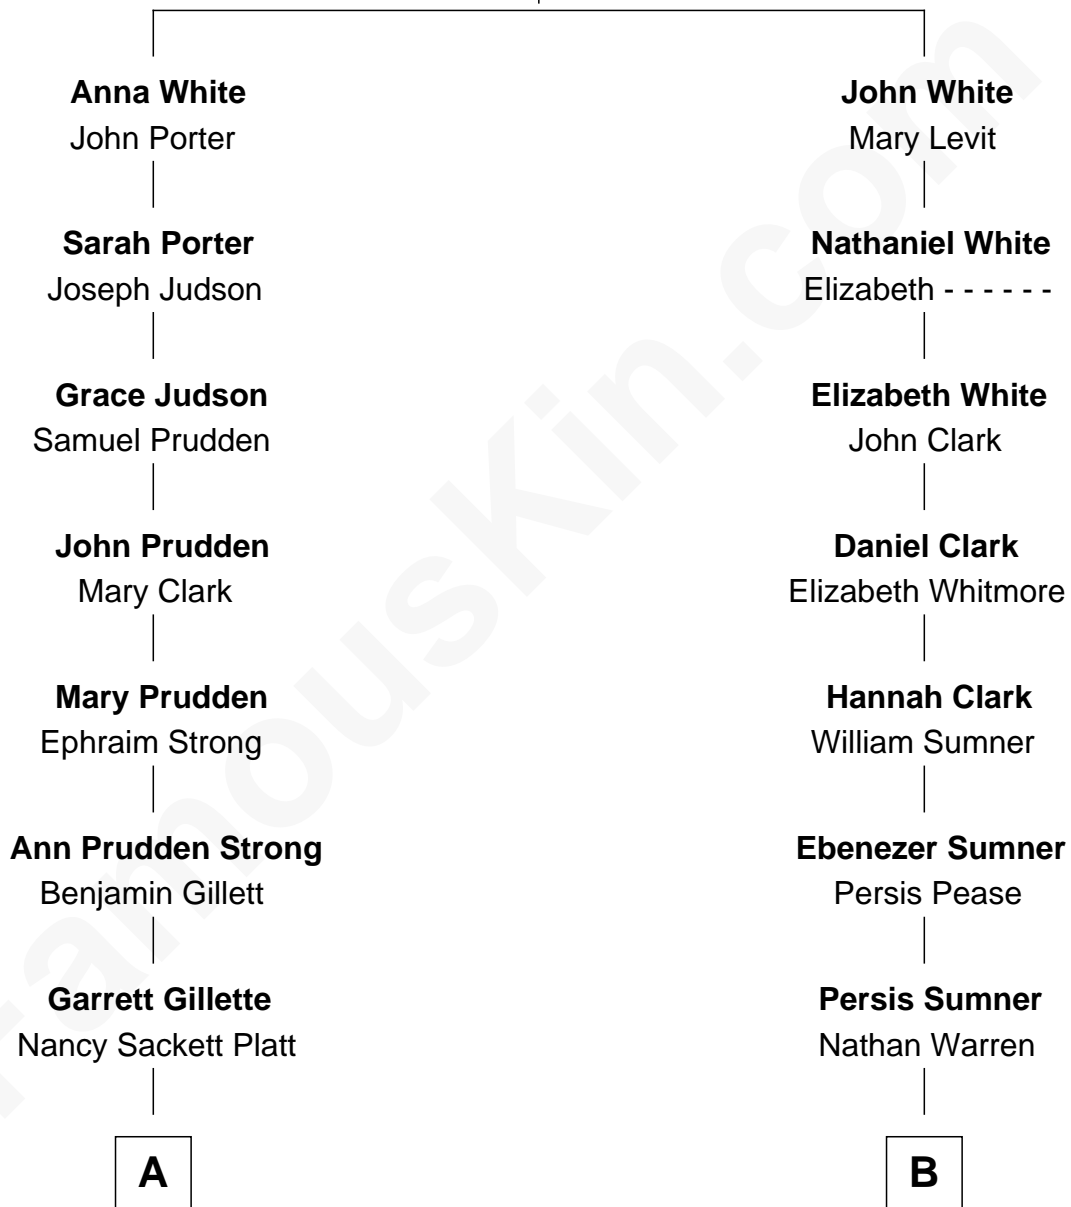 Anna White
John Porter
Sarah Porter
Joseph Judson
Grace Judson
Samuel Prudden
John Prudden
Mary Clark
Mary Prudden
Ephraim Strong
Ann Prudden Strong
Benjamin Gillett
Garrett Gillette
Nancy Sackett Platt
A
John White
Mary Levit
Nathaniel White
Elizabeth - - - - - -
Elizabeth White
John Clark
Daniel Clark
Elizabeth Whitmore
Hannah Clark
William Sumner
Ebenezer Sumner
Persis Pease
Persis Sumner
Nathan Warren
B
FamousKin.com